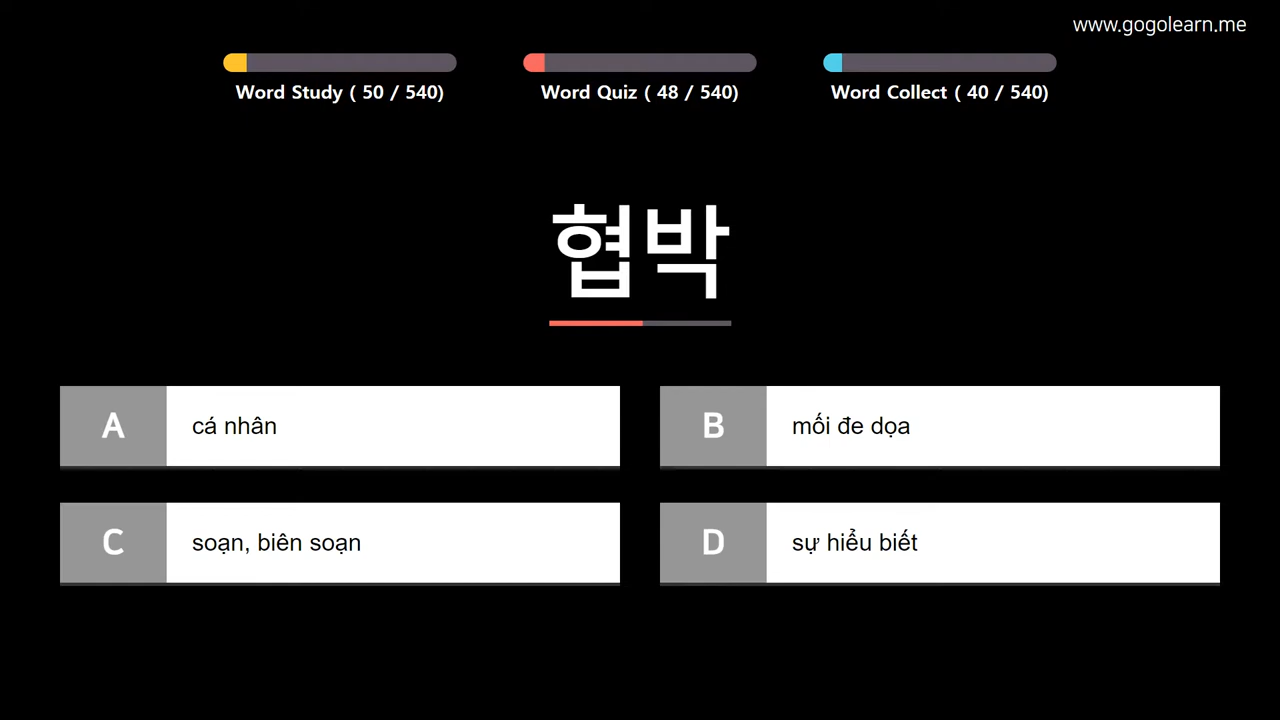 www.gogolearn.me
Word Study ( 50 / 540)
Word Quiz ( 48 / 540)
Word Collect ( 40 / 540)
협박
A cá nhân
B mối đe dọa
C soạn, biên soạn
D sự hiểu biết